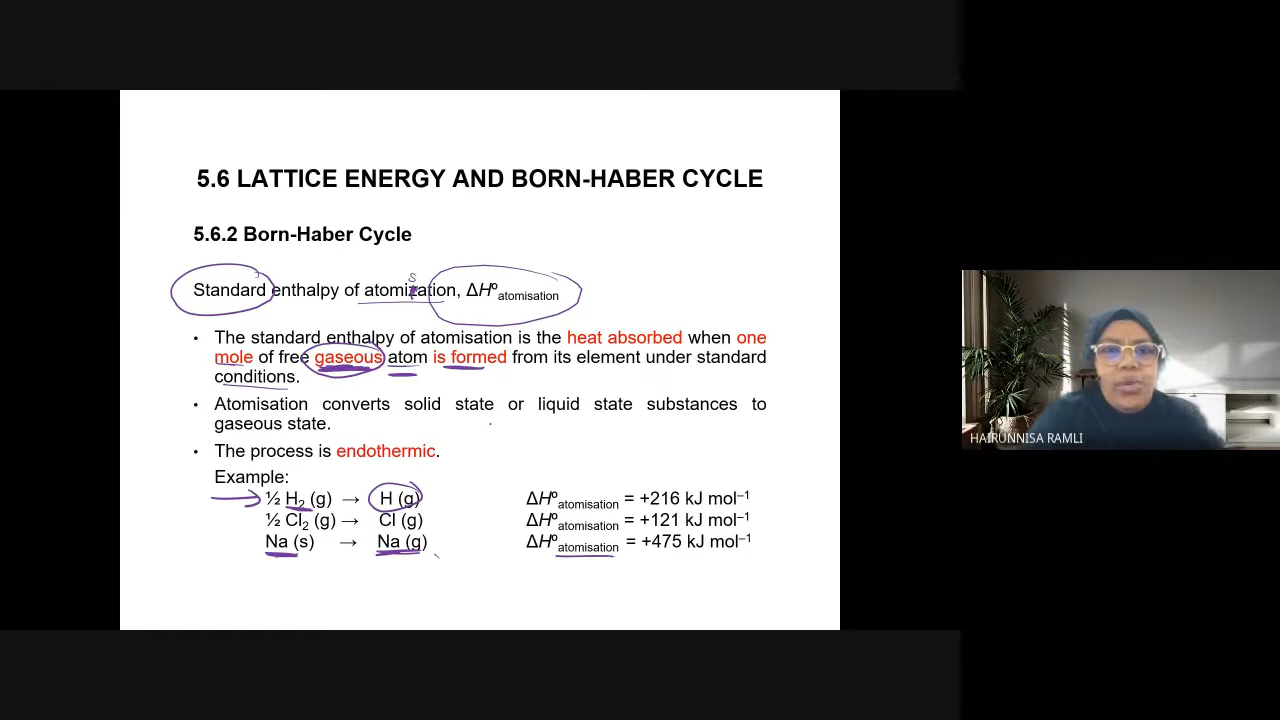 5.6 LATTICE ENERGY AND BORN-HABER CYCLE
5.6.2 Born-Haber Cycle
s
Standard enthalpy of atomization, ΔHº atomisation
• The standard enthalpy of atomisation is the heat absorbed when one
mole of free gaseous atom is formed from its element under standard
conditions.
• Atomisation converts solid state or liquid state substances to
gaseous state.
• The process is endothermic.
Example:
½ H₂ (g) → H (g) ΔHº atomisation = +216 kJ mol⁻¹
½ Cl₂ (g) → Cl (g) ΔHº atomisation = +121 kJ mol⁻¹
Na (s) → Na (g) ΔHº atomisation = +475 kJ mol⁻¹
HAIRUNNISA RAMLI